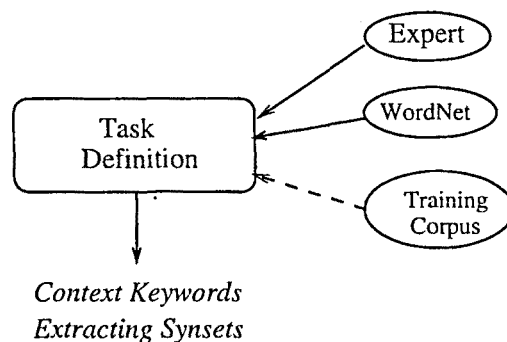 Expert
Task
Definition
WordNet
Training
Corpus
Context Keywords
Extracting Synsets